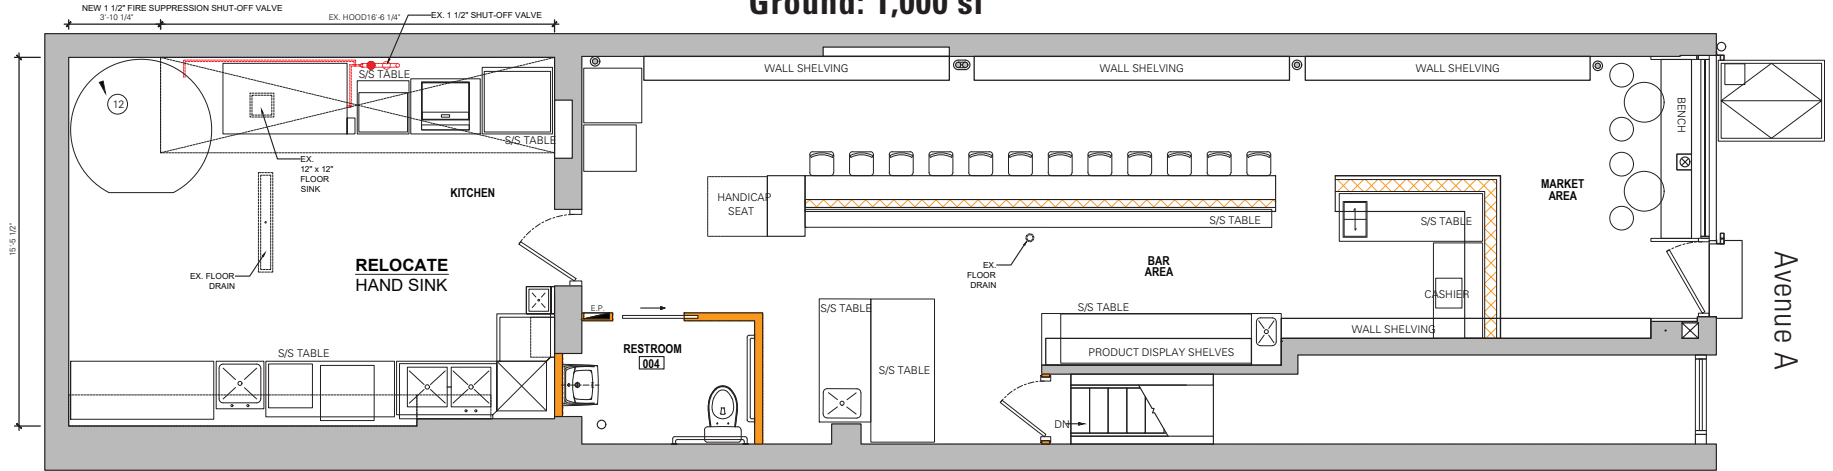 Ground: 1,000 sf
NEW 1 1/2" FIRE SUPPRESSION SHUT-OFF VALVE
3'-10 1/4"
EX. HOOD16'-6 1/4"
EX. 1 1/2" SHUT-OFF VALVE
S/S TABLE
WALL SHELVING
WALL SHELVING
WALL SHELVING
12
BENCH
S/S TABLE
EX.
12" x 12"
FLOOR
SINK
KITCHEN
HANDICAP
SEAT
MARKET
AREA
S/S TABLE
S/S TABLE
15'-6 1/2"
EX. FLOOR
DRAIN
RELOCATE
HAND SINK
EX.
FLOOR
DRAIN
BAR
AREA
Avenue A
CASHIER
E.P.
S/S TABLE
S/S TABLE
WALL SHELVING
RESTROOM
004
S/S TABLE
PRODUCT DISPLAY SHELVES
S/S TABLE
DN